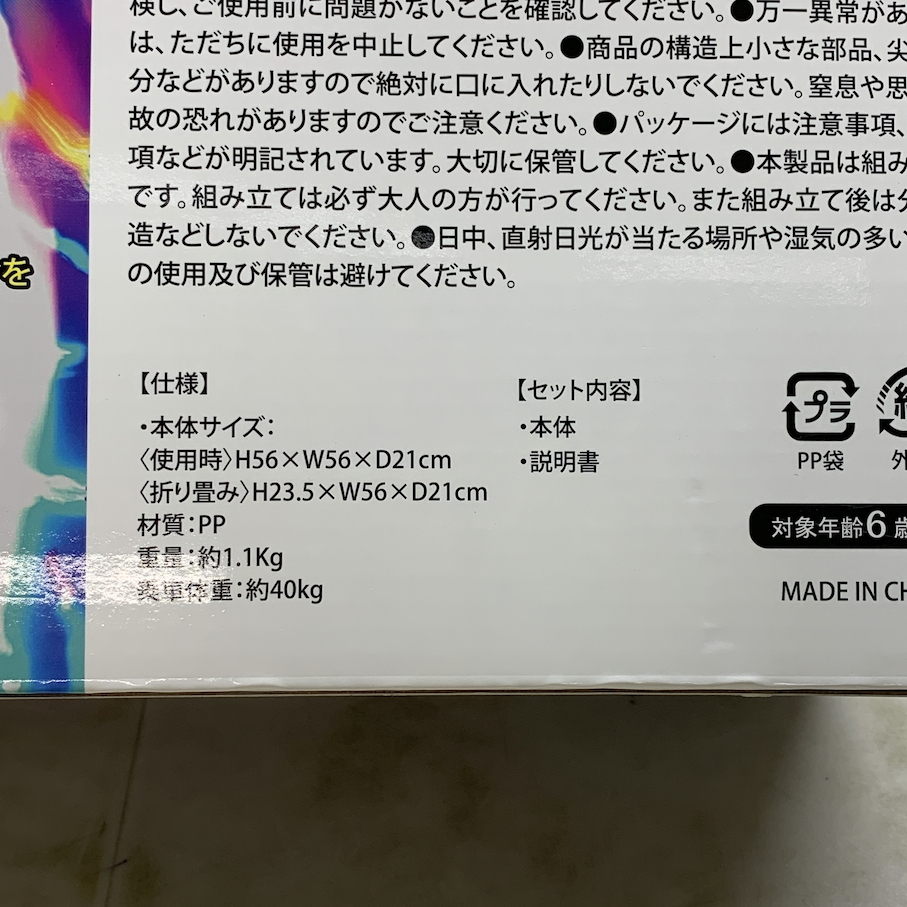 検し、ご使用前に問題がないことを確認してください。●万一異常があ
は、ただちに使用を中止してください。●商品の構造上小さな部品、尖
分などがありますので絶対に口に入れたりしないでください。窒息や思
故の恐れがありますのでご注意ください。●パッケージには注意事項、
項などが明記されています。大切に保管してください。●本製品は組み
です。組み立ては必ず大人の方が行ってください。また組み立て後は分
造などしないでください。●日中、直射日光が当たる場所や湿気の多い
の使用及び保管は避けてください。
を
【仕様】
・本体サイズ：
〈使用時〉H56×W56×D21cm
〈折り畳み〉H23.5×W56×D21cm
材質：PP
重量：約1.1Kg
体重：約40kg
【セット内容】
・本体
・説明書
プラ
PP袋
外
対象年齢6歳
MADE IN CH